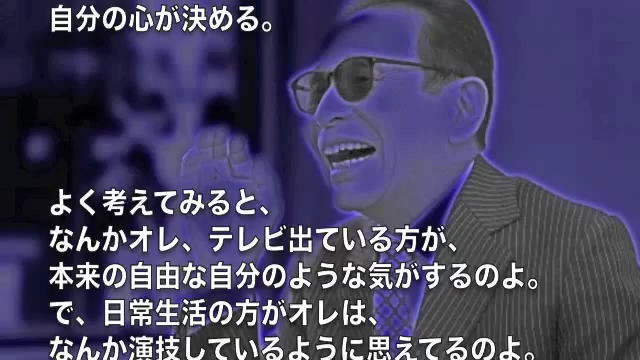 自分の心が決める。
よく考えてみると、
なんかオレ、テレビ出ている方が、
本来の自由な自分のような気がするのよ。
で、日常生活の方がオレは、
なんか演技しているように思えてるのよ。